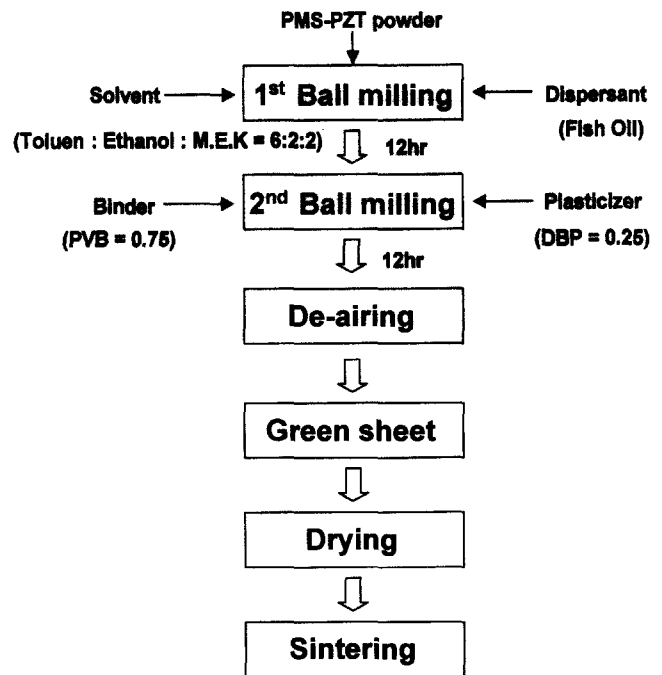 PMS-PZT powder
Solvent
1st Ball milling
Dispersant
(Fish Oil)
(Toluen : Ethanol : M.E.K = 6:2:2)
12hr
Binder
(PVB = 0.75)
2nd Ball milling
Plasticizer
(DBP = 0.25)
12hr
De-airing
Green sheet
Drying
Sintering